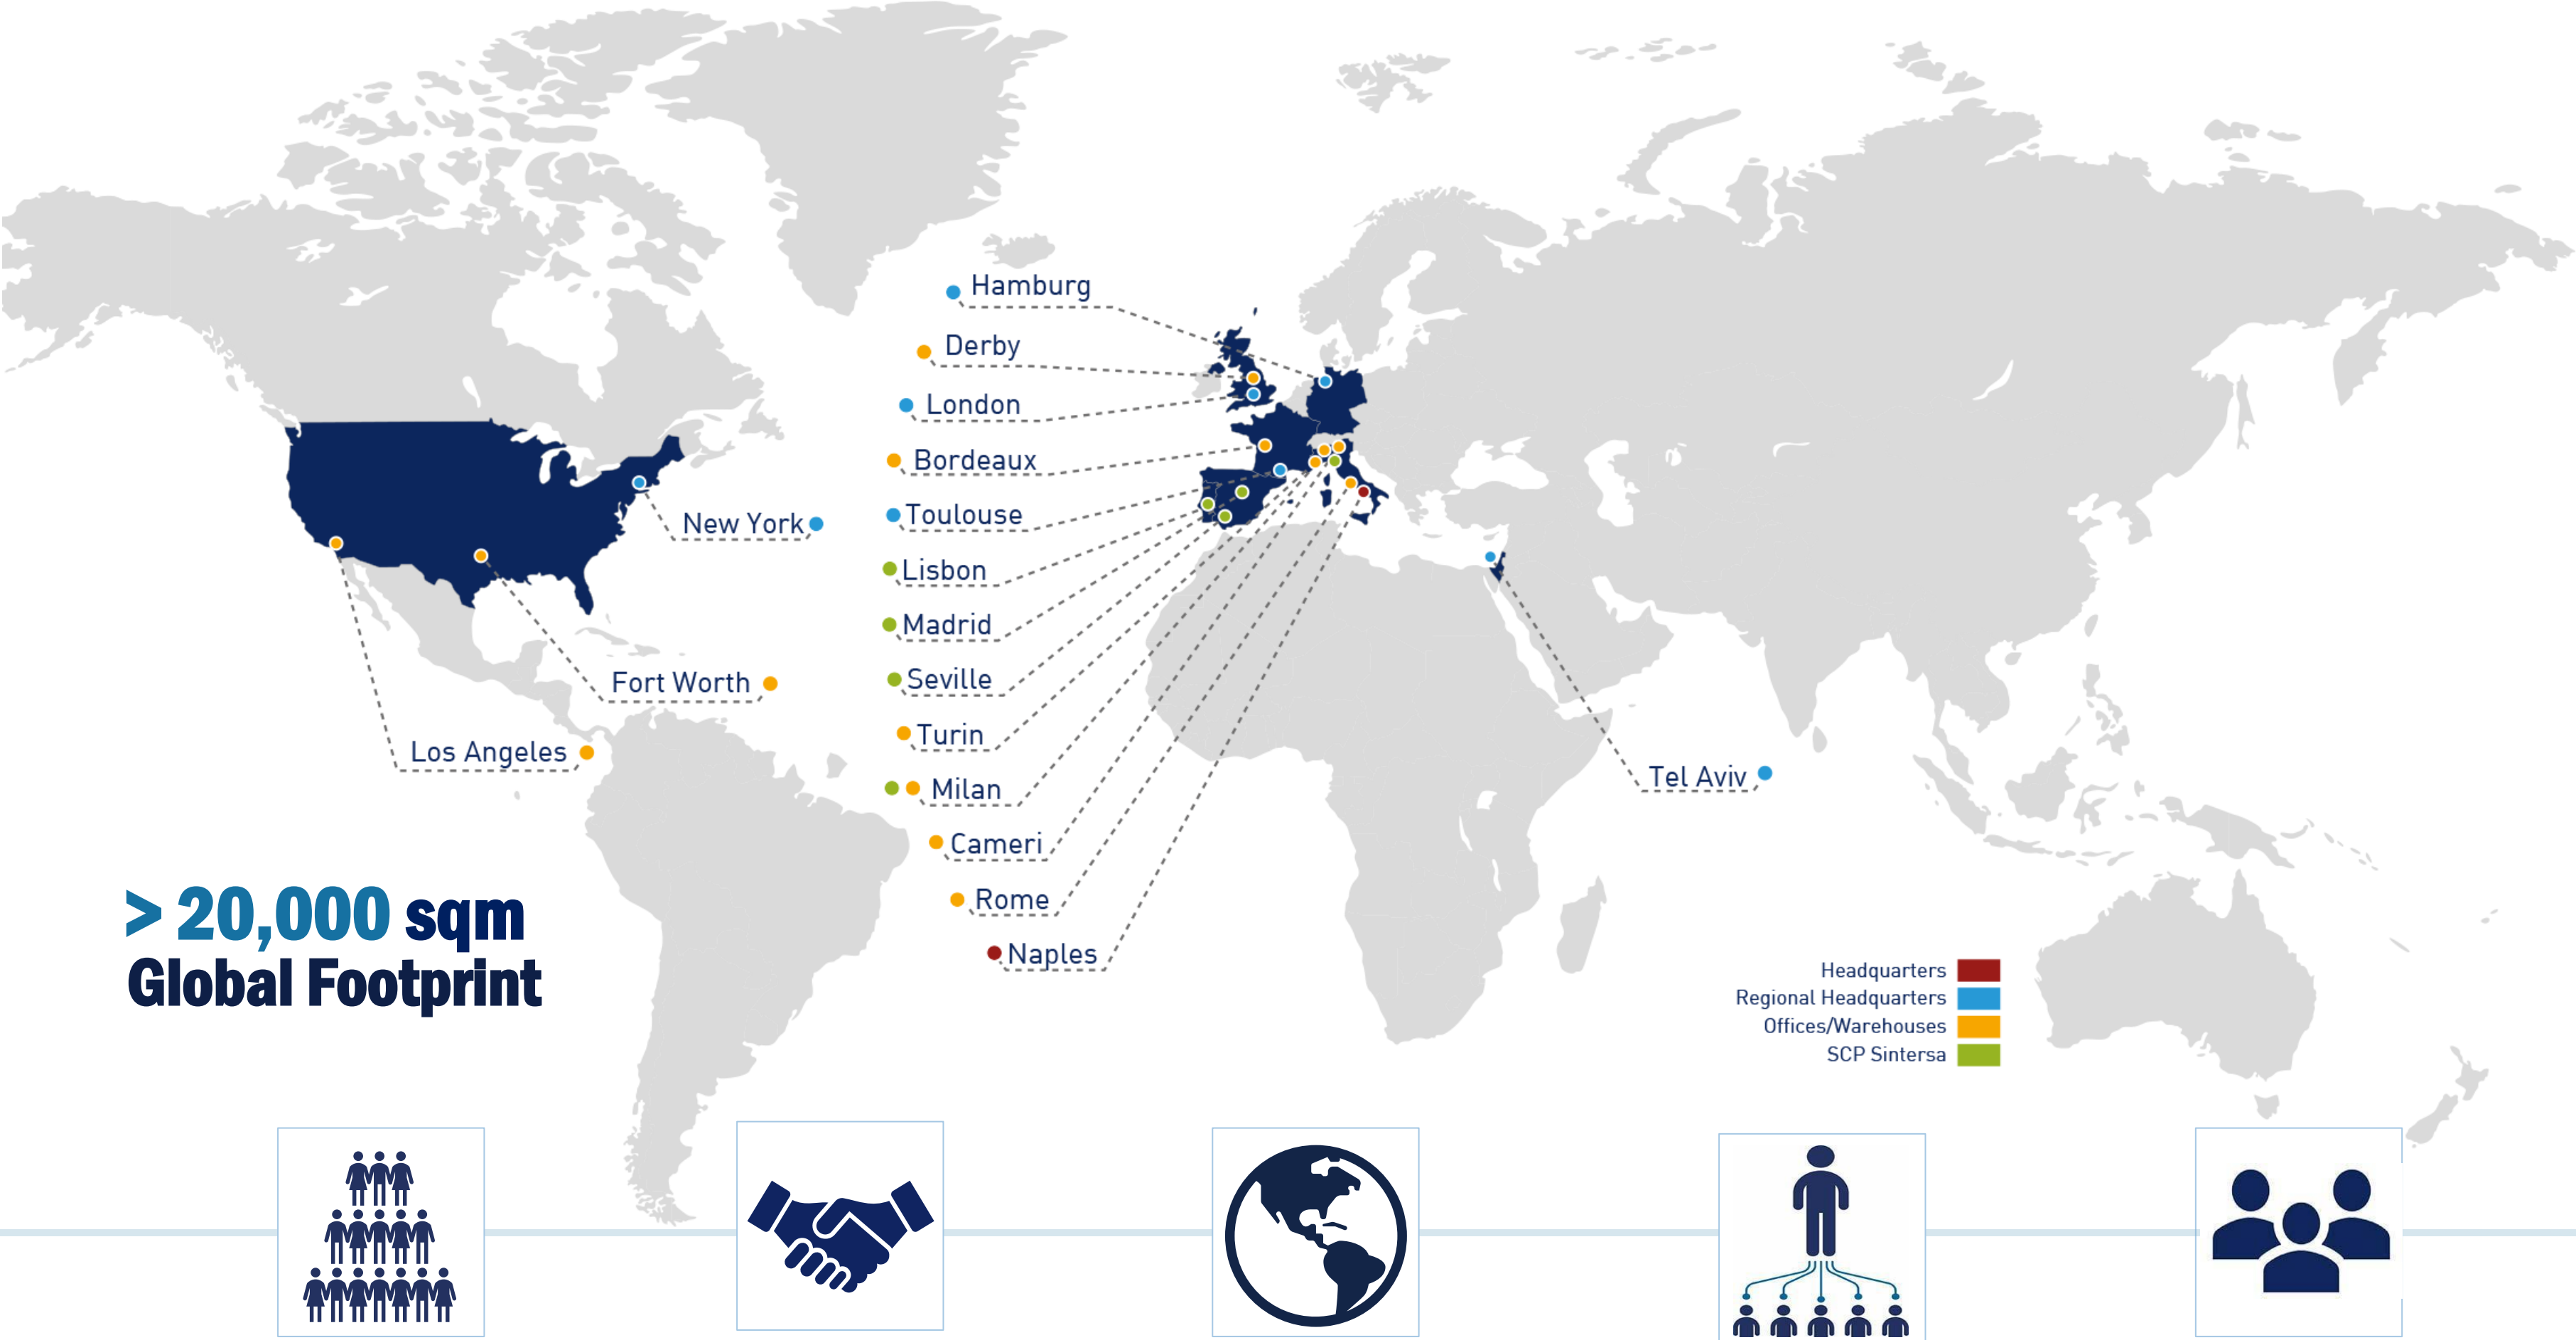 Hamburg
Derby
London
Bordeaux
Toulouse
Lisbon
Madrid
Seville
Turin
Milan
Cameri
Rome
Naples
New York
Fort Worth
Los Angeles
Tel Aviv
> 20,000 sqm
Global Footprint
Headquarters
Regional Headquarters
Offices/Warehouses
SCP Sintersa